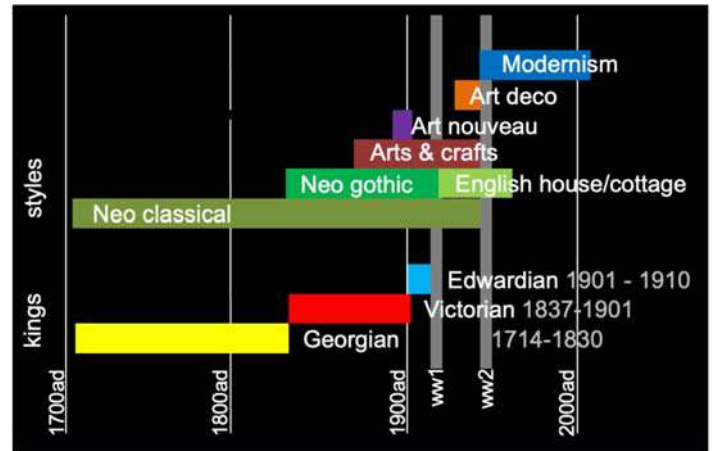 Modernism
Art deco
Art nouveau
Arts & crafts
Neo gothic English house/cottage
Neo classical
styles
Edwardian 1901 - 1910
Victorian 1837-1901
Georgian 1714-1830
kings
1700ad 1800ad 1900ad ww1 ww2 2000ad